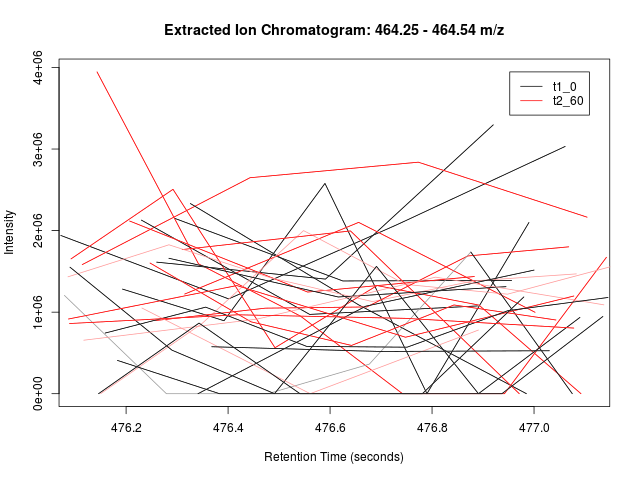 Extracted Ion Chromatogram: 464.25 - 464.54 m/z
4e+06
3e+06
2e+06
1e+06
0e+00
Intensity
t1_0
t2_60
476.2 476.4 476.6 476.8 477.0
Retention Time (seconds)